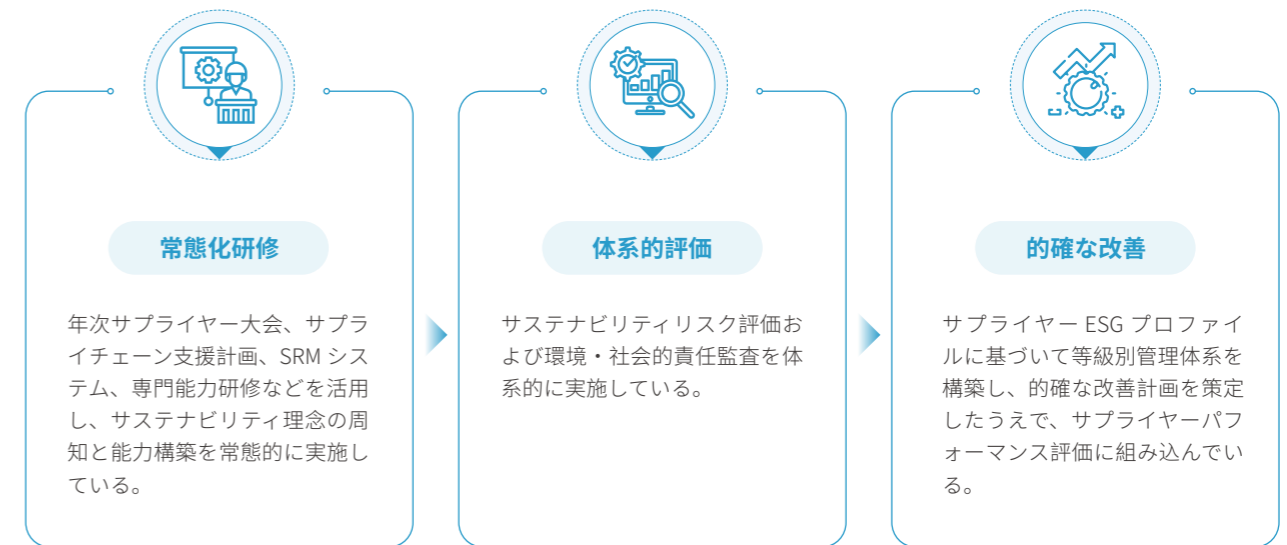 常態化研修
年次サプライヤー大会、サプラ
イチェーン支援計画、SRM シス
テム、専門能力研修などを活用
し、サステナビリティ理念の周
知と能力構築を常態的に実施し
ている。
体系的評価
サステナビリティリスク評価お
よび環境・社会的責任監査を体
系的に実施している。
的確な改善
サプライヤー ESG プロファイ
ルに基づいて等級別管理体系を
構築し、的確な改善計画を策定
したうえで、サプライヤーパフ
ォーマンス評価に組み込んでい
る。